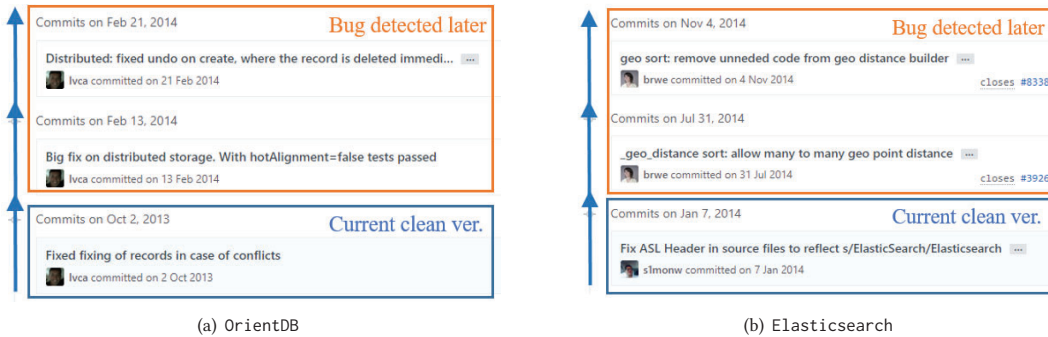 Commits on Feb 21, 2014
Bug detected later
Distributed: fixed undo on create, where the record is deleted immedi... ...
lvca committed on 21 Feb 2014
Commits on Feb 13, 2014
Big fix on distributed storage. With hotAlignment=false tests passed
lvca committed on 13 Feb 2014
Commits on Oct 2, 2013
Current clean ver.
Fixed fixing of records in case of conflicts
lvca committed on 2 Oct 2013
(a) OrientDB
Commits on Nov 4, 2014
Bug detected later
geo sort: remove unneded code from geo distance builder ...
brwe committed on 4 Nov 2014
closes #8338
Commits on Jul 31, 2014
_geo_distance sort: allow many to many geo point distance ...
brwe committed on 31 Jul 2014
closes #3926
Commits on Jan 7, 2014
Current clean ver.
Fix ASL Header in source files to reflect s/ElasticSearch/Elasticsearch ...
s1monw committed on 7 Jan 2014
(b) Elasticsearch